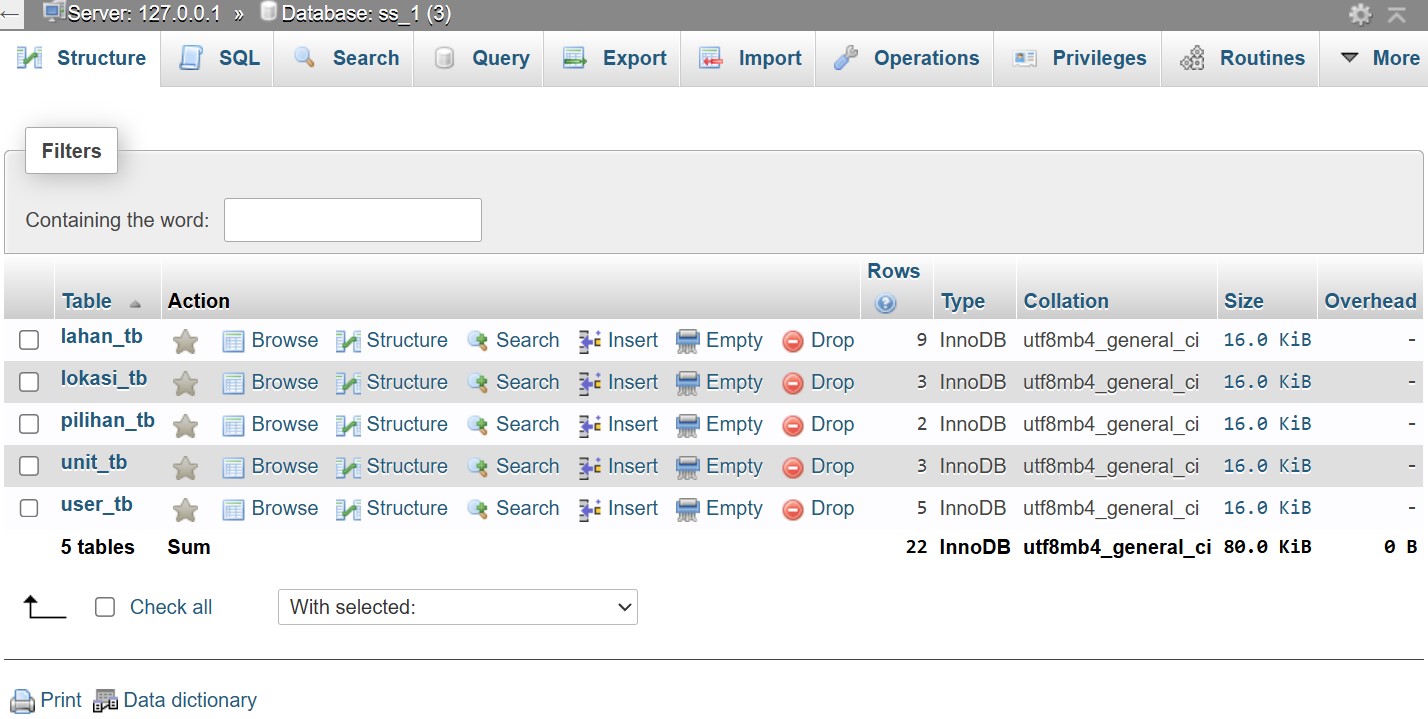 Server: 127.0.0.1 » Database: ss_1 (3)
Structure SQL Search Query Export Import Operations Privileges Routines More
Filters
Containing the word:
Table Action Rows Type Collation Size Overhead
lahan_tb Browse Structure Search Insert Empty Drop 9 InnoDB utf8mb4_general_ci 16.0 KiB -
lokasi_tb Browse Structure Search Insert Empty Drop 3 InnoDB utf8mb4_general_ci 16.0 KiB -
pilihan_tb Browse Structure Search Insert Empty Drop 2 InnoDB utf8mb4_general_ci 16.0 KiB -
unit_tb Browse Structure Search Insert Empty Drop 3 InnoDB utf8mb4_general_ci 16.0 KiB -
user_tb Browse Structure Search Insert Empty Drop 5 InnoDB utf8mb4_general_ci 16.0 KiB -
5 tables Sum 22 InnoDB utf8mb4_general_ci 80.0 KiB 0 B
Check all With selected:
Print Data dictionary